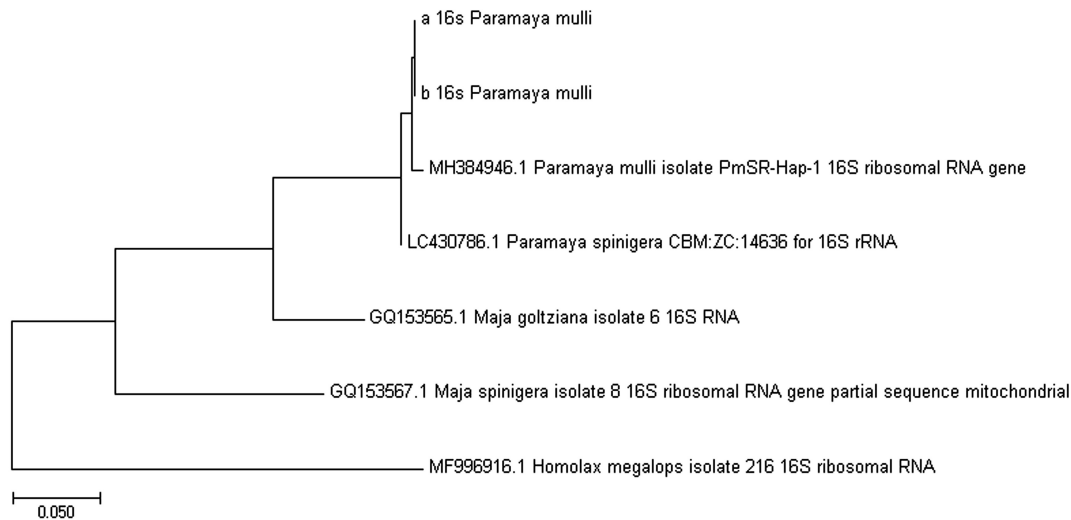 a 16s Paramaya mulli
b 16s Paramaya mulli
MH384946.1 Paramaya mulli isolate PmSR-Hap-1 16S ribosomal RNA gene
LC430786.1 Paramaya spinigera CBM:ZC:14636 for 16S rRNA
GQ153565.1 Maja goltziana isolate 6 16S RNA
GQ153567.1 Maja spinigera isolate 8 16S ribosomal RNA gene partial sequence mitochondrial
MF996916.1 Homolax megalops isolate 216 16S ribosomal RNA
0.050